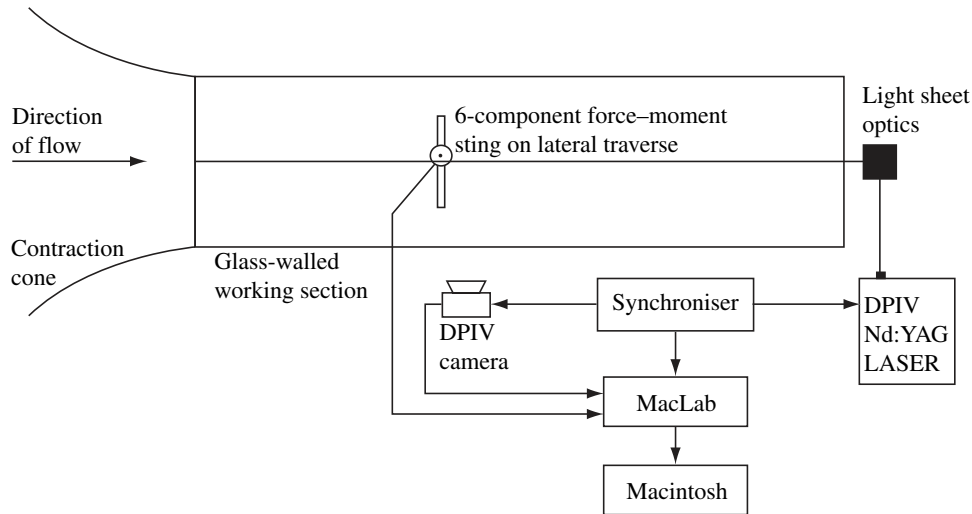 Direction
of flow
6-component force–moment
sting on lateral traverse
Light sheet
optics
Contraction
cone
Glass-walled
working section
DPIV
camera
Synchroniser
DPIV
Nd:YAG
LASER
MacLab
Macintosh